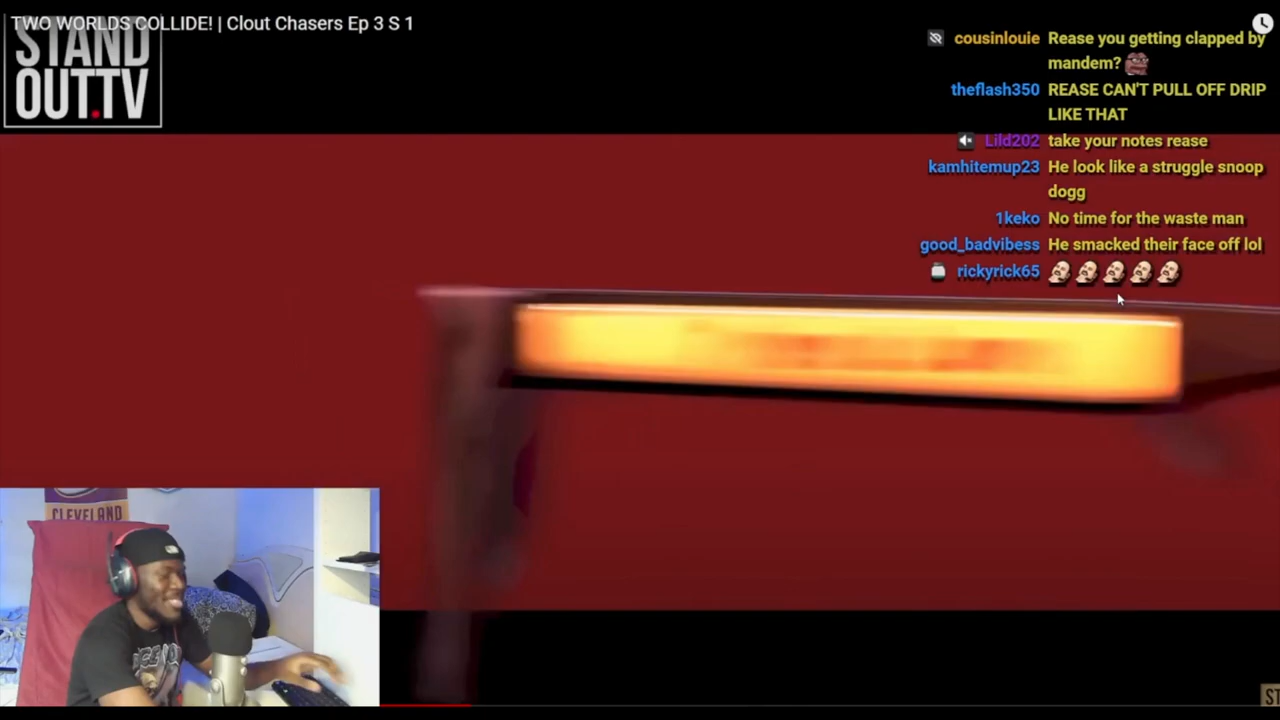 TWO WORLDS COLLIDE! | Clout Chasers Ep 3 S 1
STAND
OUT.TV
cousinlouie Rease you getting clapped by
mandem?
theflash350 REASE CAN'T PULL OFF DRIP
LIKE THAT
Lild202 take your notes rease
kamhitemup23 He look like a struggle snoop
dogg
1keko No time for the waste man
good_badvibess He smacked their face off lol
rickyrick65
CLEVELAND
ST